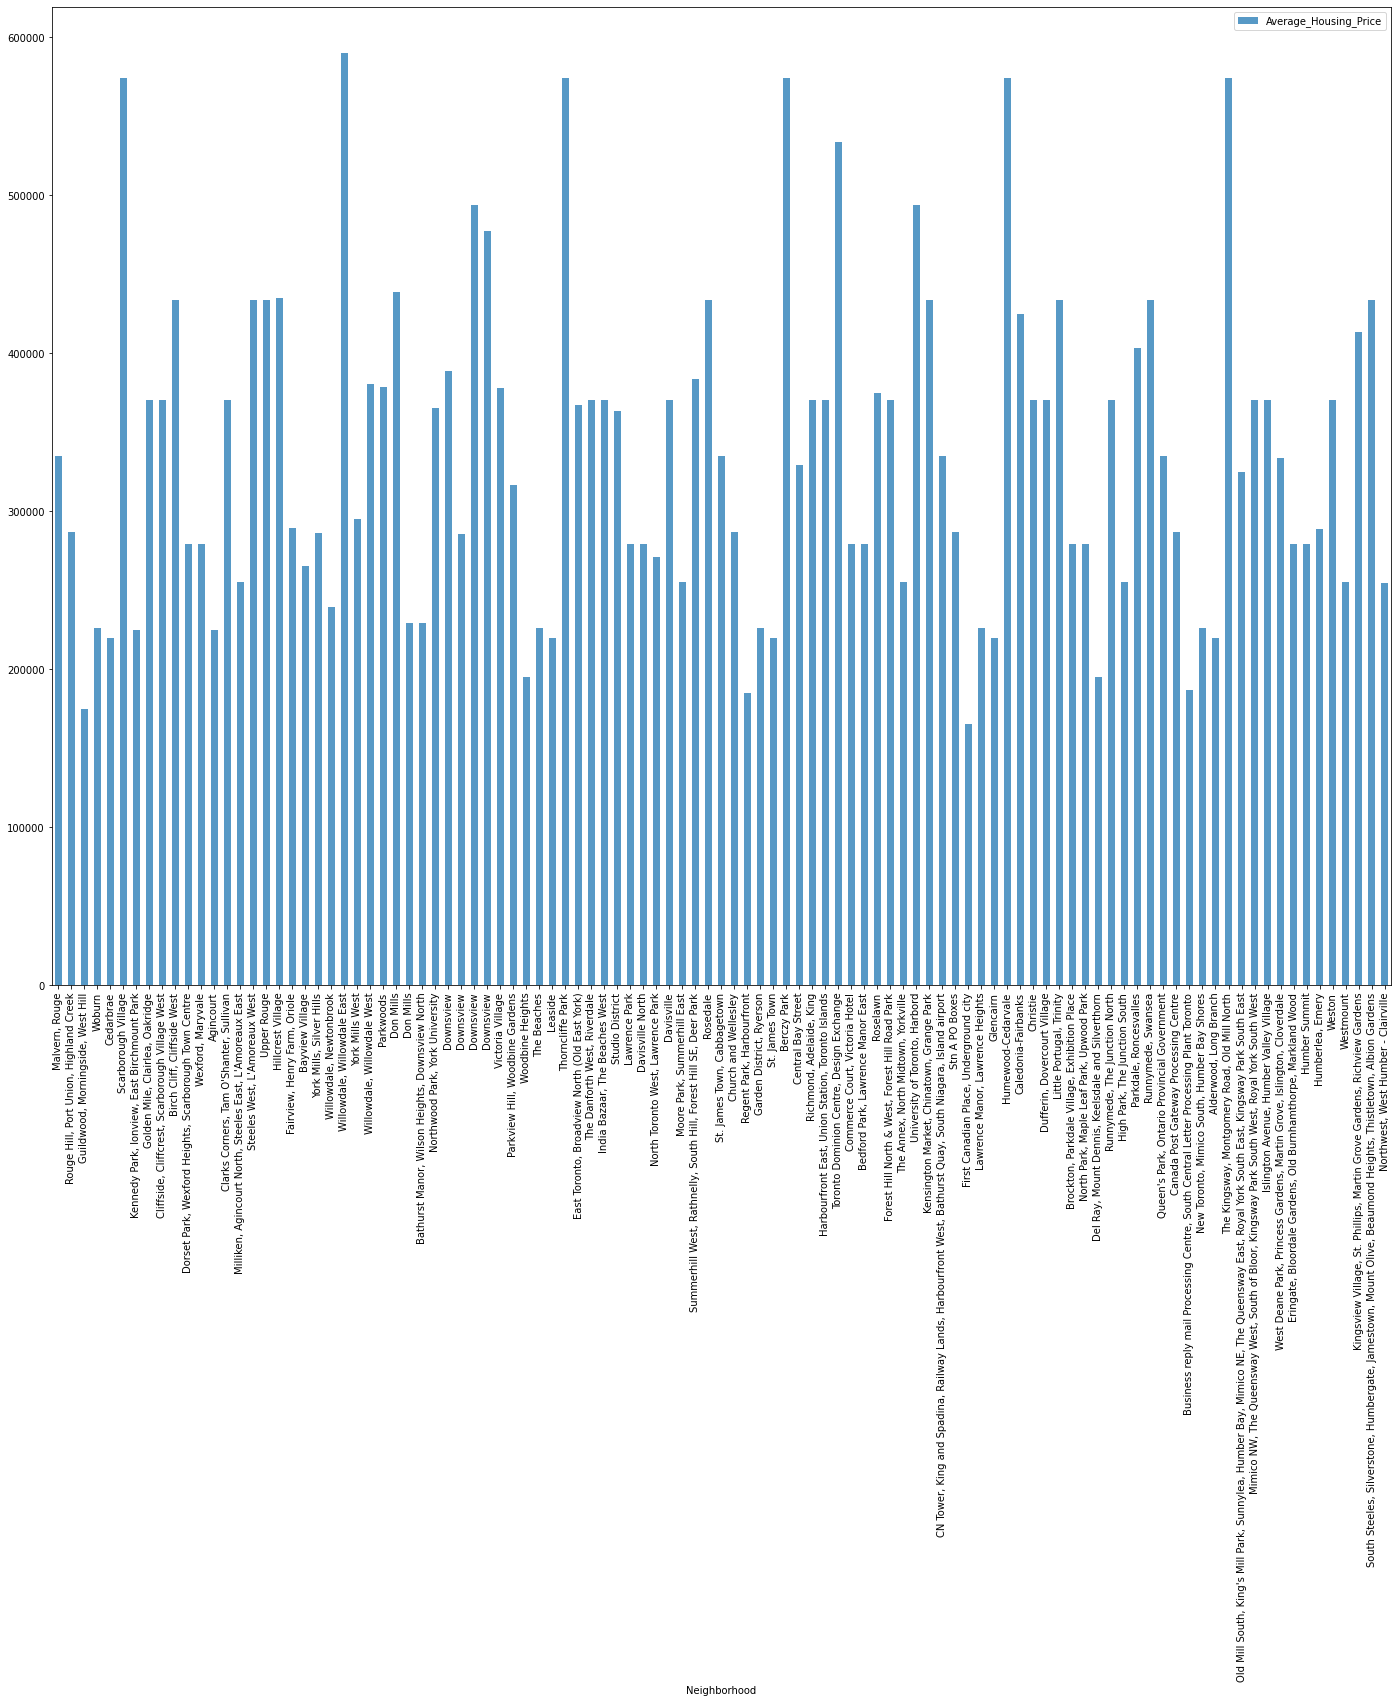 Average_Housing_Price
600000
500000
400000
300000
200000
100000
0
Malvern, Rouge
Rouge Hill, Port Union, Highland Creek
Guildwood, Morningside, West Hill
Woburn
Cedarbrae
Scarborough Village
Kennedy Park, Ionview, East Birchmount Park
Golden Mile, Clairlea, Oakridge
Cliffside, Cliffcrest, Scarborough Village West
Birch Cliff, Cliffside West
Dorset Park, Wexford Heights, Scarborough Town Centre
Wexford, Maryvale
Agincourt
Clarks Corners, Tam O'Shanter, Sullivan
Milliken, Agincourt North, Steeles East, L'Amoreaux East
Steeles West, L'Amoreaux West
Upper Rouge
Hillcrest Village
Fairview, Henry Farm, Oriole
Bayview Village
York Mills, Silver Hills
Willowdale, Newtonbrook
Willowdale, Willowdale East
York Mills West
Willowdale, Willowdale West
Parkwoods
Don Mills
Don Mills
Bathurst Manor, Wilson Heights, Downsview North
Northwood Park, York University
Downsview
Downsview
Downsview
Downsview
Victoria Village
Parkview Hill, Woodbine Gardens
Woodbine Heights
The Beaches
Leaside
Thorncliffe Park
East Toronto, Broadview North (Old East York)
The Danforth West, Riverdale
India Bazaar, The Beaches West
Studio District
Lawrence Park
Davisville North
North Toronto West, Lawrence Park
Davisville
Moore Park, Summerhill East
Summerhill West, Rathnelly, South Hill, Forest Hill SE, Deer Park
Rosedale
St. James Town, Cabbagetown
Church and Wellesley
Regent Park, Harbourfront
Garden District, Ryerson
St. James Town
Berczy Park
Central Bay Street
Richmond, Adelaide, King
Harbourfront East, Union Station, Toronto Islands
Toronto Dominion Centre, Design Exchange
Commerce Court, Victoria Hotel
Bedford Park, Lawrence Manor East
Roselawn
Forest Hill North & West, Forest Hill Road Park
The Annex, North Midtown, Yorkville
University of Toronto, Harbord
Kensington Market, Chinatown, Grange Park
CN Tower, King and Spadina, Railway Lands, Harbourfront West, Bathurst Quay, South Niagara, Island airport
Stn A PO Boxes
First Canadian Place, Underground city
Lawrence Manor, Lawrence Heights
Glencairn
Humewood-Cedarvale
Caledonia-Fairbanks
Christie
Dufferin, Dovercourt Village
Little Portugal, Trinity
Brockton, Parkdale Village, Exhibition Place
North Park, Maple Leaf Park, Upwood Park
Del Ray, Mount Dennis, Keelsdale and Silverthorn
Runnymede, The Junction North
High Park, The Junction South
Parkdale, Roncesvalles
Runnymede, Swansea
Queen's Park, Ontario Provincial Government
Canada Post Gateway Processing Centre
Business reply mail Processing Centre, South Central Letter Processing Plant Toronto
New Toronto, Mimico South, Humber Bay Shores
Alderwood, Long Branch
The Kingsway, Montgomery Road, Old Mill North
Old Mill South, King's Mill Park, Sunnylea, Humber Bay, Mimico NE, The Queensway East, Royal York South East, Kingsway Park South East
Mimico NW, The Queensway West, South of Bloor, Kingsway Park South West, Royal York South West
Islington Avenue, Humber Valley Village
West Deane Park, Princess Gardens, Martin Grove, Islington, Cloverdale
Eringate, Bloordale Gardens, Old Burnhamthorpe, Markland Wood
Humber Summit
Humberlea, Emery
Weston
Westmount
Kingsview Village, St. Phillips, Martin Grove Gardens, Richview Gardens
South Steeles, Silverstone, Humbergate, Jamestown, Mount Olive, Beaumond Heights, Thistletown, Albion Gardens
Northwest, West Humber - Clairville
Neighborhood